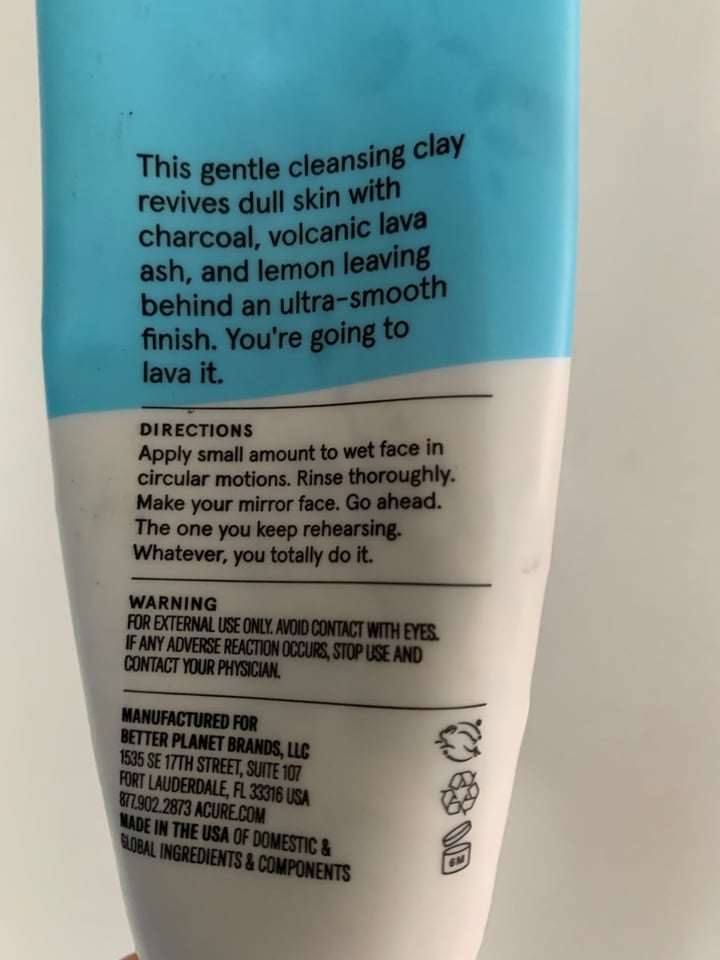 This gentle cleansing clay
revives dull skin with
charcoal, volcanic lava
ash, and lemon leaving
behind an ultra-smooth
finish. You're going to
lava it.
DIRECTIONS
Apply small amount to wet face in
circular motions. Rinse thoroughly.
Make your mirror face. Go ahead.
The one you keep rehearsing.
Whatever, you totally do it.
WARNING
FOR EXTERNAL USE ONLY. AVOID CONTACT WITH EYES.
IF ANY ADVERSE REACTION OCCURS, STOP USE AND
CONTACT YOUR PHYSICIAN.
MANUFACTURED FOR
BETTER PLANET BRANDS, LLC
1535 SE 17TH STREET, SUITE 107
FORT LAUDERDALE, FL 33316 USA
877.902.2873 ACURE.COM
MADE IN THE USA OF DOMESTIC &
GLOBAL INGREDIENTS & COMPONENTS
6M